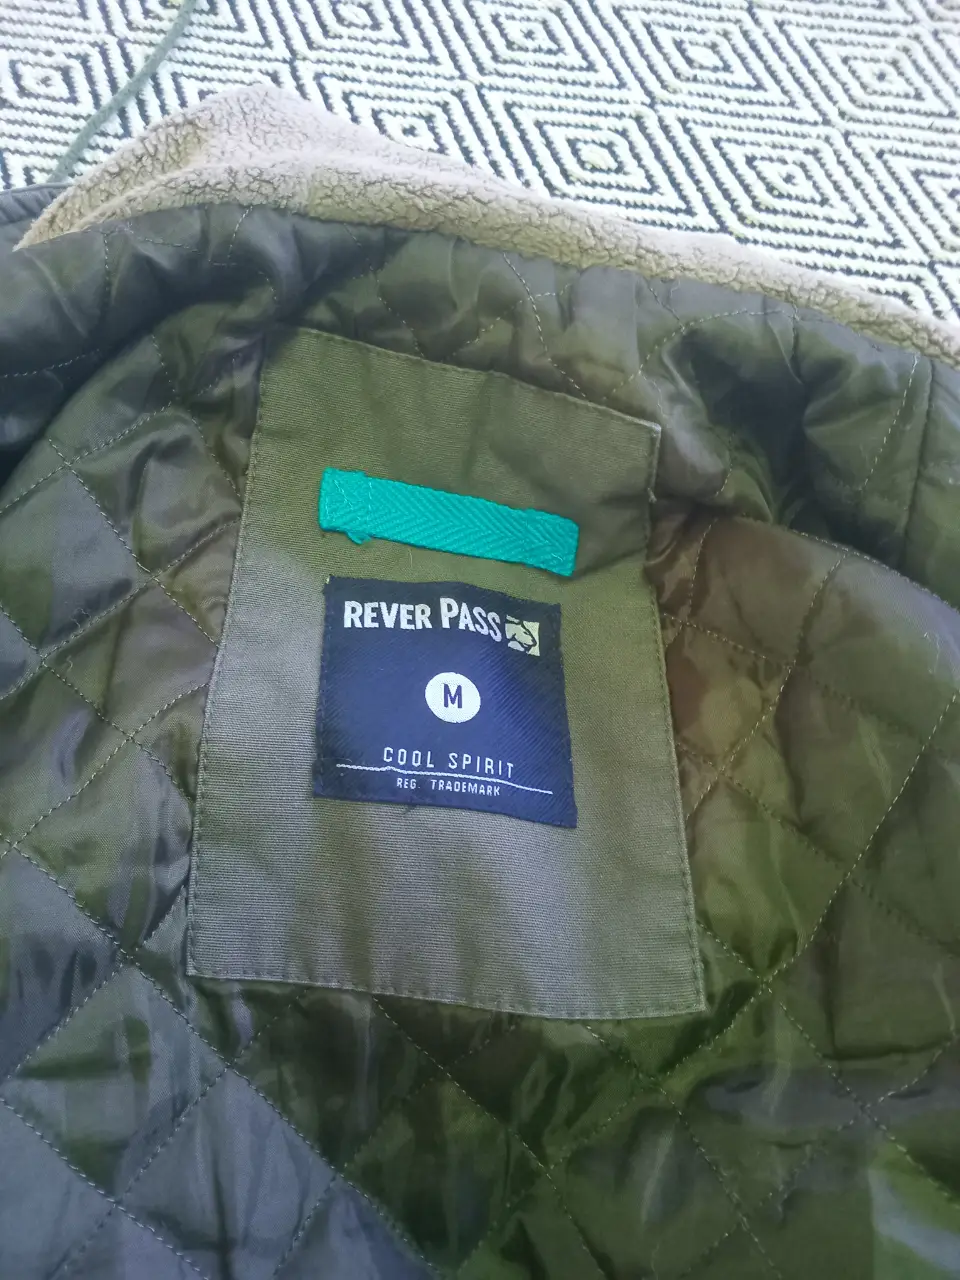 REVER PASS
M
COOL SPIRIT
REG. TRADEMARK